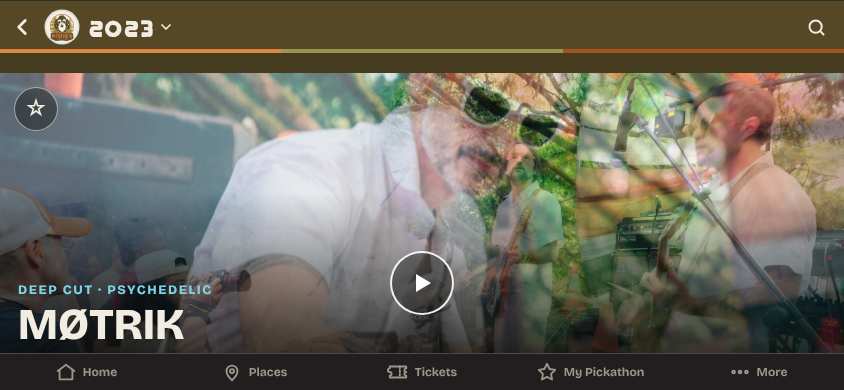 2023
DEEP CUT · PSYCHEDELIC
MØTRIK
Home
Places
Tickets
My Pickathon
More